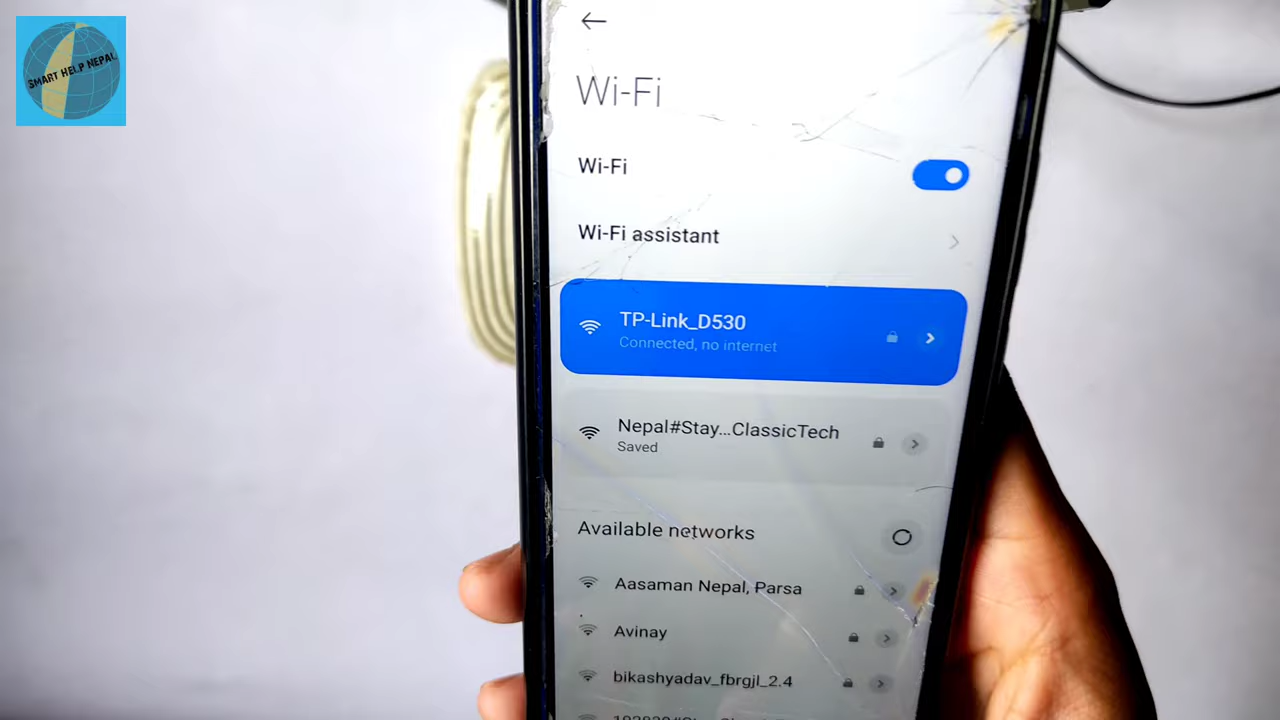 SMART HELP NEPAL
Wi-Fi
Wi-Fi
Wi-Fi assistant
TP-Link_D530
Connected, no internet
Nepal#Stay...ClassicTech
Saved
Available networks
Aasaman Nepal, Parsa
Avinay
bikashyadav_fbrgjl_2.4